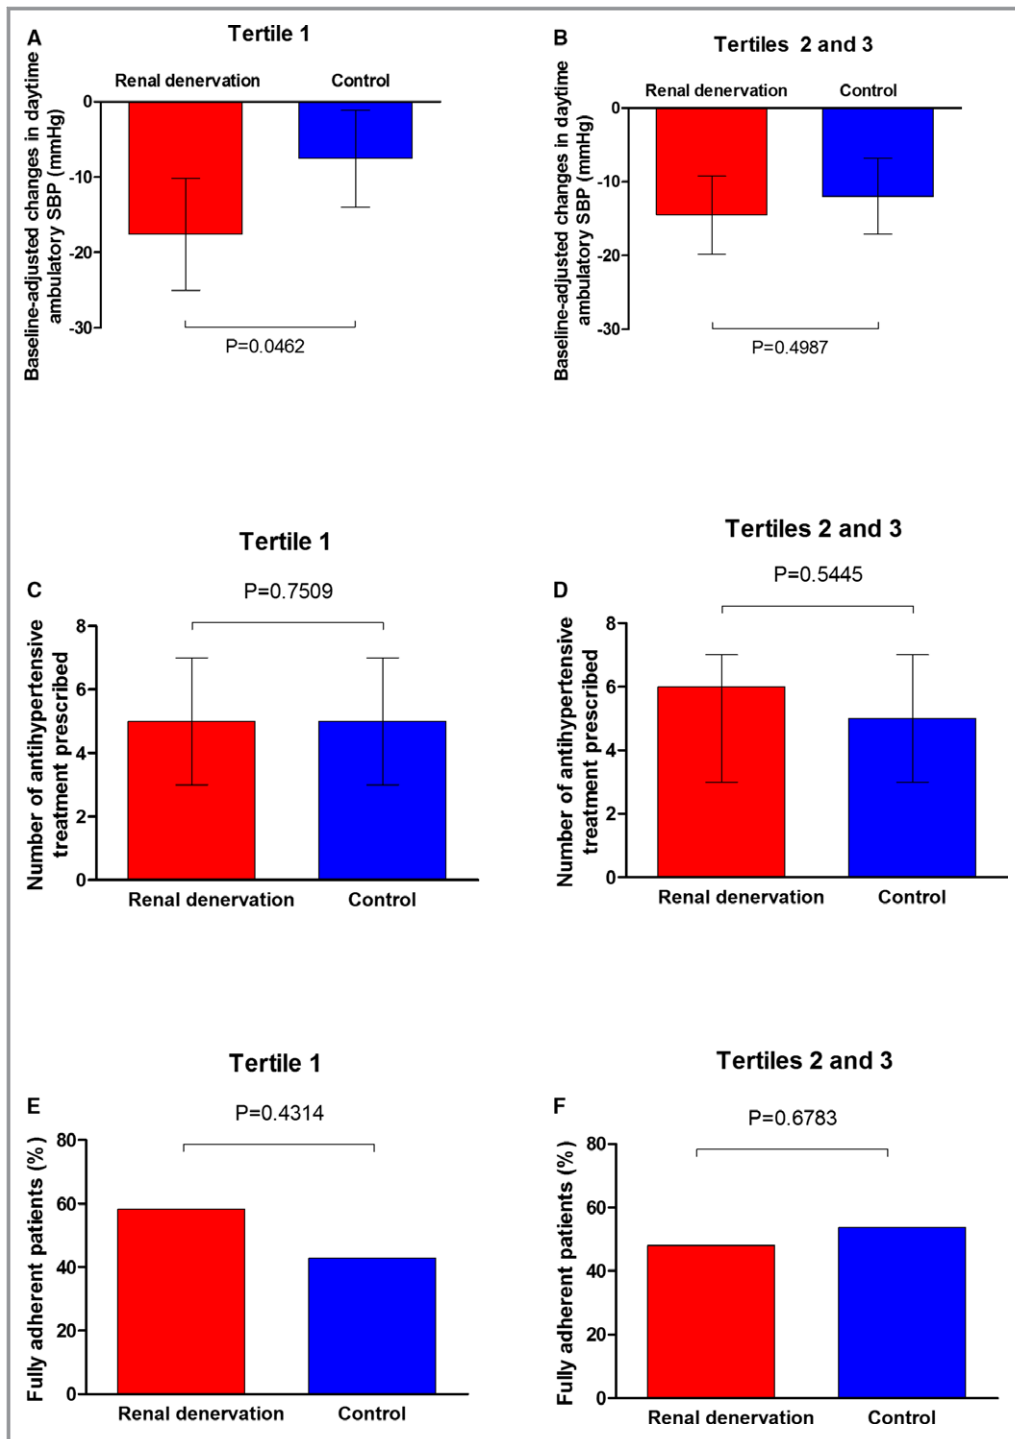 A
Tertile 1
Renal denervation
Control
Baseline-adjusted changes in daytime
ambulatory SBP (mmHg)
0
-10
-20
-30
P=0.0462
B
Tertiles 2 and 3
Renal denervation
Control
Baseline-adjusted changes in daytime
ambulatory SBP (mmHg)
0
-10
-20
-30
P=0.4987
C
Tertile 1
P=0.7509
Number of antihypertensive
treatment prescribed
8
6
4
2
0
Renal denervation
Control
D
Tertiles 2 and 3
P=0.5445
Number of antihypertensive
treatment prescribed
8
6
4
2
0
Renal denervation
Control
E
Tertile 1
P=0.4314
Fully adherent patients (%)
80
60
40
20
0
Renal denervation
Control
F
Tertiles 2 and 3
P=0.6783
Fully adherent patients (%)
80
60
40
20
0
Renal denervation
Control